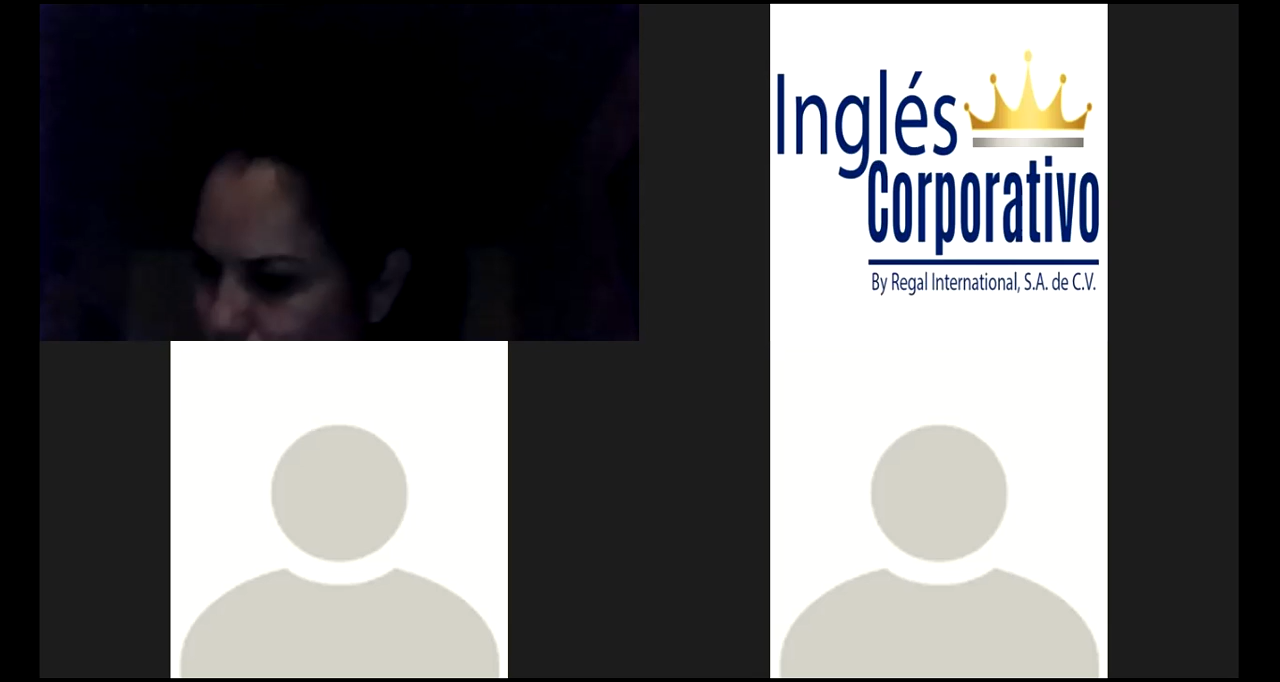 Inglés
Corporativo
By Regal International, S.A. de C.V.